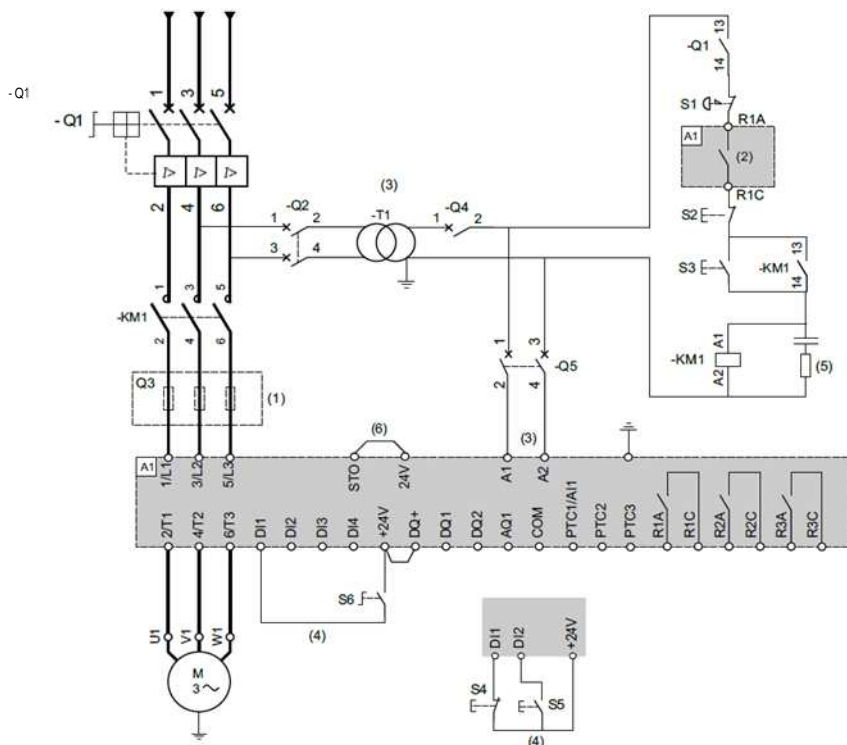 -Q1
- Q1
1 3 5
I> I> I>
2 4 6
-Q2
1 2
3 4
(3)
-T1
-Q4
1 2
-Q1
13
14
S1
R1A
A1
(2)
R1C
S2
S3
13
-KM1
14
-KM1
A1
A2
(5)
-KM1
1 3 5
2 4 6
Q3
(1)
1 3
-Q5
2 4
(3)
(6)
A1
1/L1
3/L2
5/L3
STO
24V
A1
A2
2/T1
4/T2
6/T3
DI1
DI2
DI3
DI4
+24V
DQ+
DQ1
DQ2
AQ1
COM
PTC1/AI1
PTC2
PTC3
R1A
R1C
R2A
R2C
R3A
R3C
S6
(4)
U1
V1
W1
M
3
DI1
DI2
+24V
S4
S5
(4)